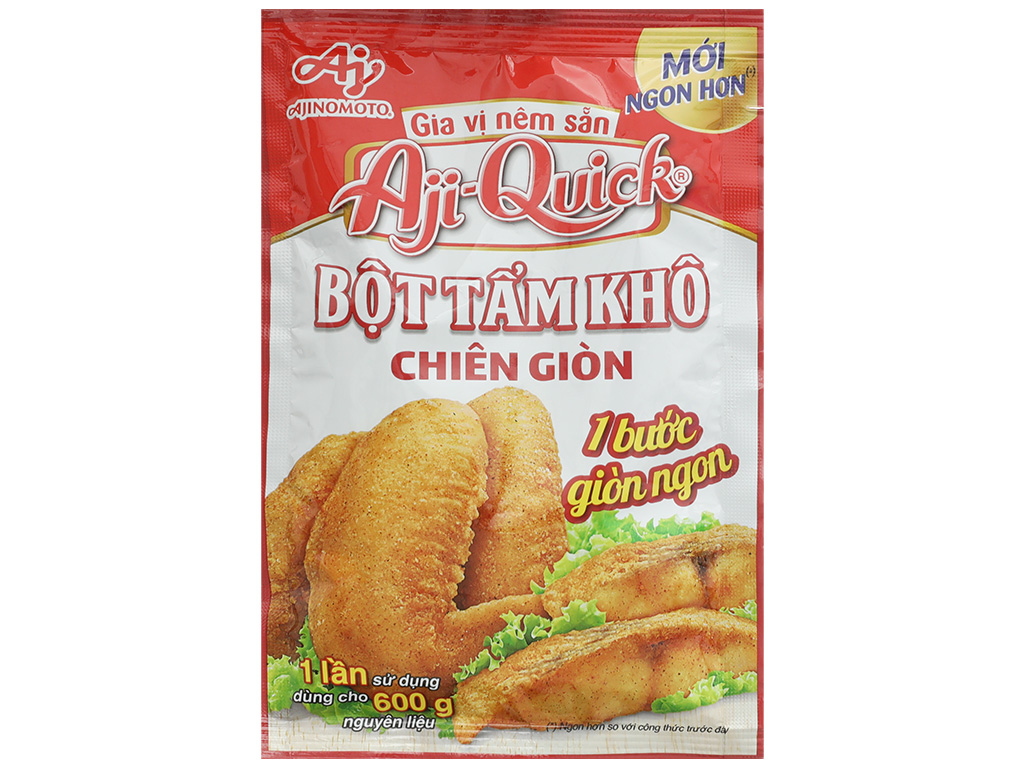 Aj
AJINOMOTO®
MỚI
NGON HƠN(*)
Gia vị nêm sẵn
Aji-Quick®
BỘT TẨM KHÔ
CHIÊN GIÒN
1 bước
giòn ngon
1 lần sử dụng
dùng cho 600 g
nguyên liệu
(*) Ngon hơn so với công thức trước đây